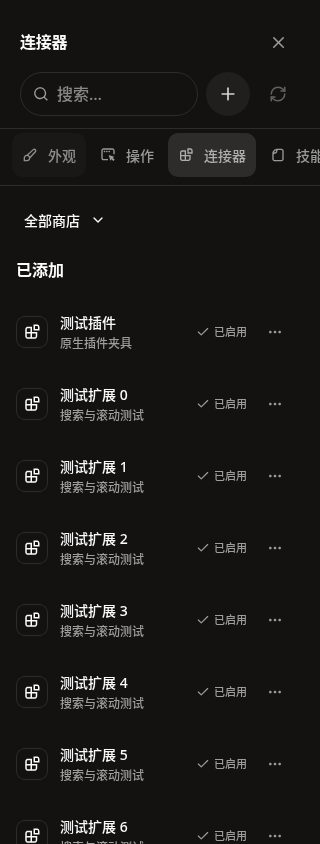 连接器
搜索...
外观
操作
连接器
技能
全部商店
已添加
测试插件
原生插件夹具
已启用
测试扩展 0
搜索与滚动测试
已启用
测试扩展 1
搜索与滚动测试
已启用
测试扩展 2
搜索与滚动测试
已启用
测试扩展 3
搜索与滚动测试
已启用
测试扩展 4
搜索与滚动测试
已启用
测试扩展 5
搜索与滚动测试
已启用
测试扩展 6
已启用